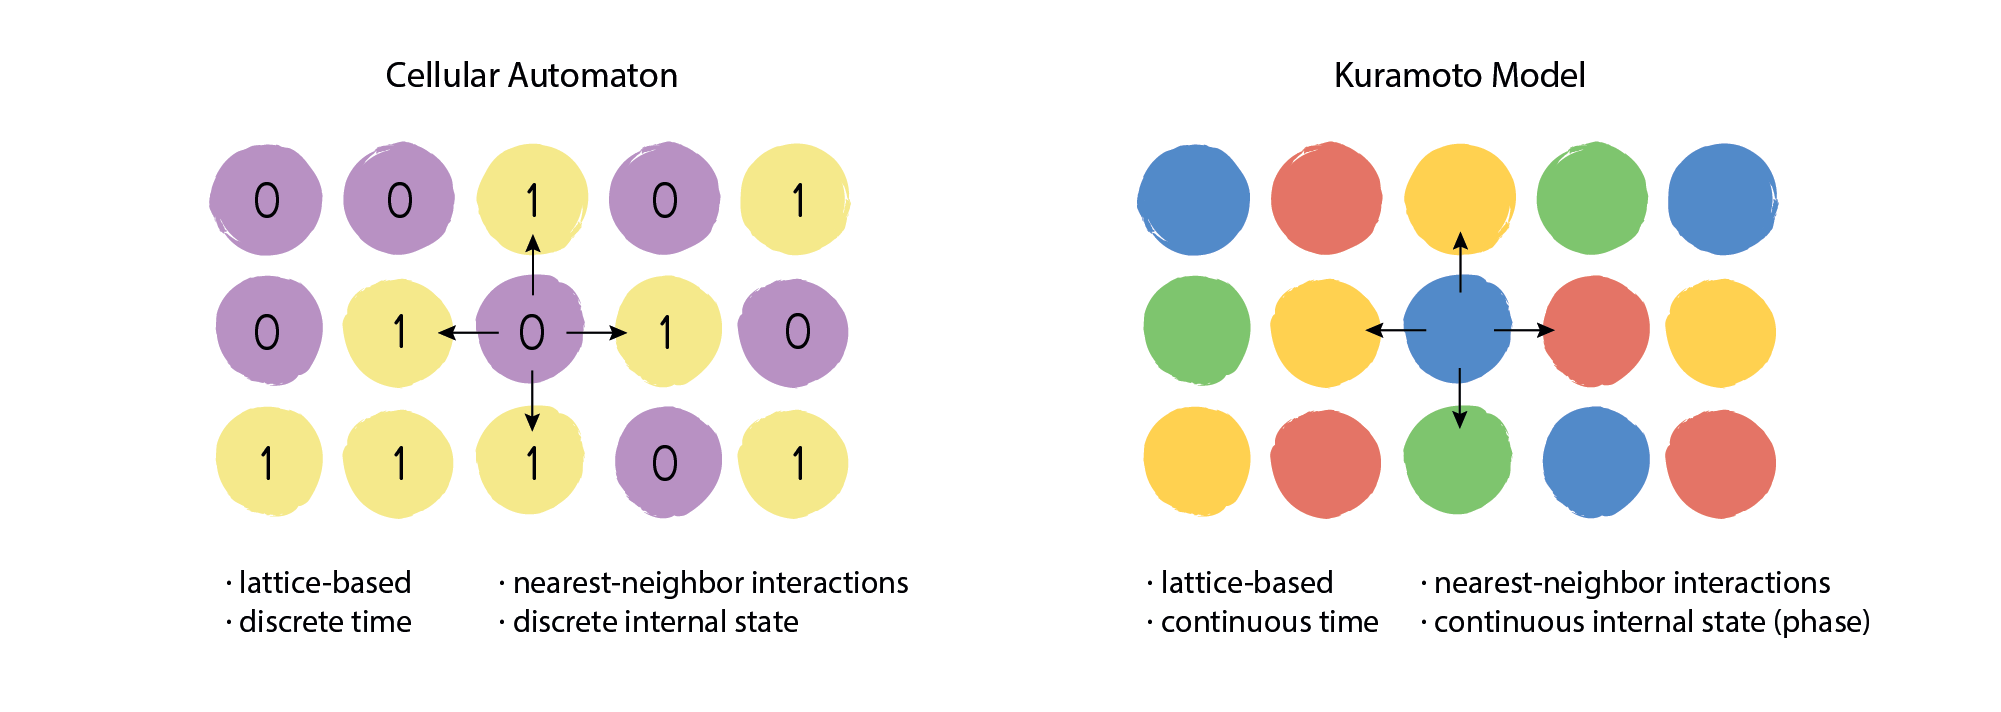 Cellular Automaton
0 0 1 0 1
0 1 0 1 0
1 1 1 0 1
· lattice-based
· discrete time
· nearest-neighbor interactions
· discrete internal state
Kuramoto Model
· lattice-based
· continuous time
· nearest-neighbor interactions
· continuous internal state (phase)